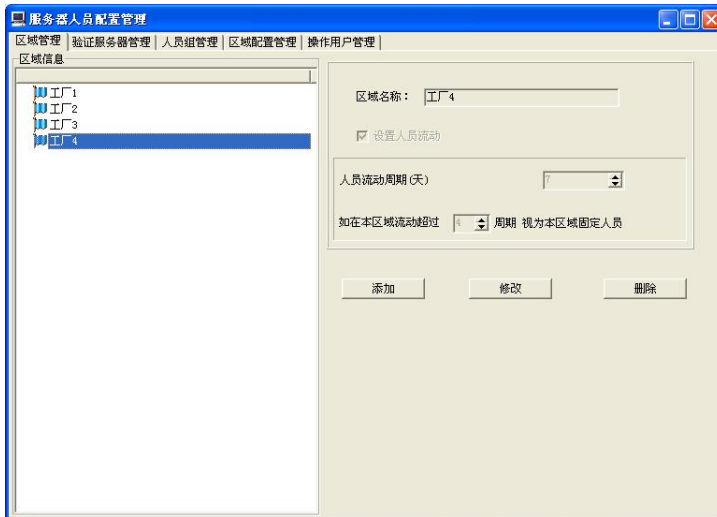 服务器人员配置管理
区域管理 验证服务器管理 人员组管理 区域配置管理 操作用户管理
区域信息
工厂1
工厂2
工厂3
工厂4
区域名称： 工厂4
设置人员流动
人员流动周期(天) 7
如在本区域流动超过 4 周期 视为本区域固定人员
添加 修改 删除